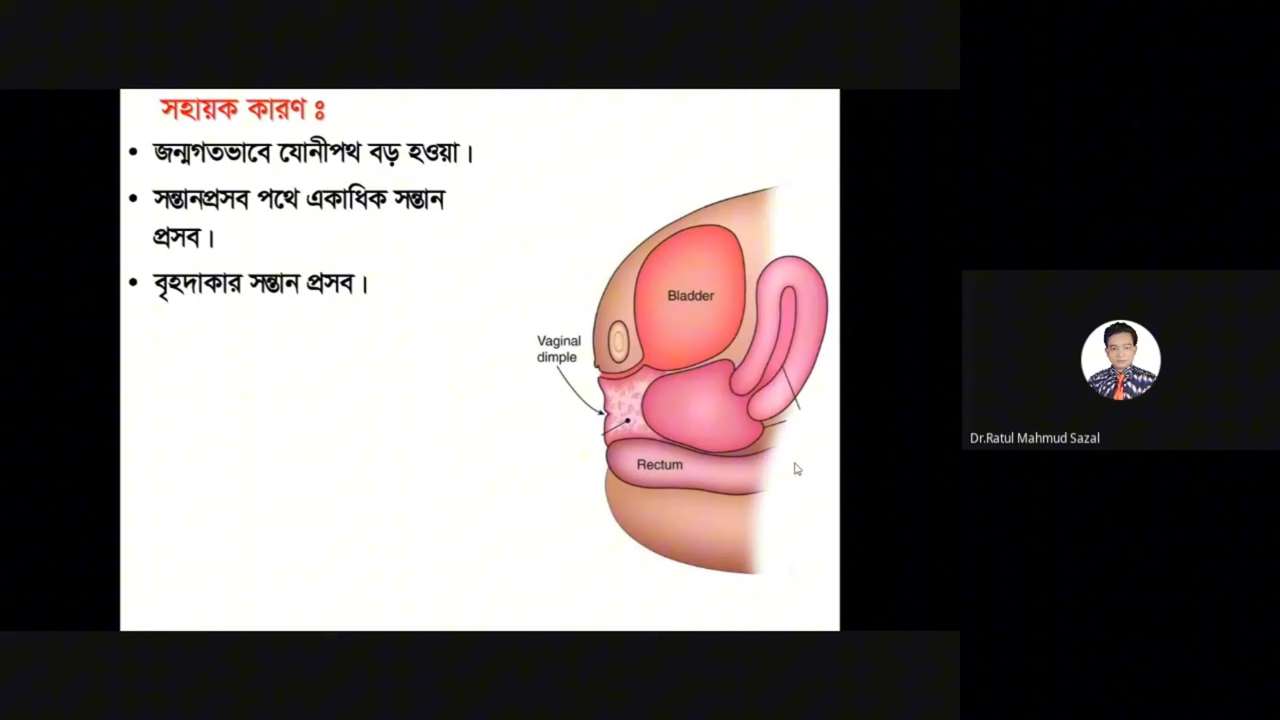 সহায়ক কারণ ঃ
• জন্মগতভাবে যোনীপথ বড় হওয়া।
• সন্তানপ্রসব পথে একাধিক সন্তান
প্রসব।
• বৃহদাকার সন্তান প্রসব।
Bladder
Vaginal
dimple
Rectum
Dr.Ratul Mahmud Sazal